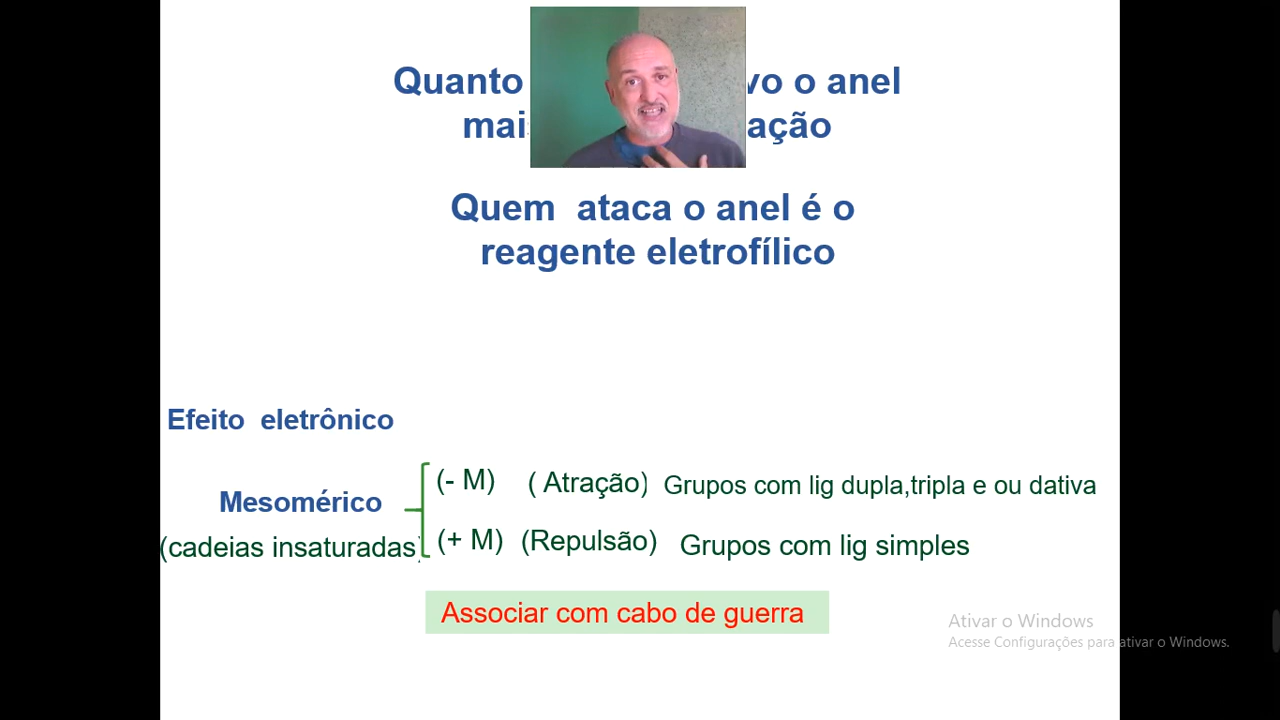 Quanto vo o anel
mai ação
Quem ataca o anel é o
reagente eletrofílico
Efeito eletrônico
(- M) ( Atração) Grupos com lig dupla,tripla e ou dativa
Mesomérico
(cadeias insaturadas)
(+ M) (Repulsão) Grupos com lig simples
Associar com cabo de guerra
Ativar o Windows
Acesse Configurações para ativar o Windows.